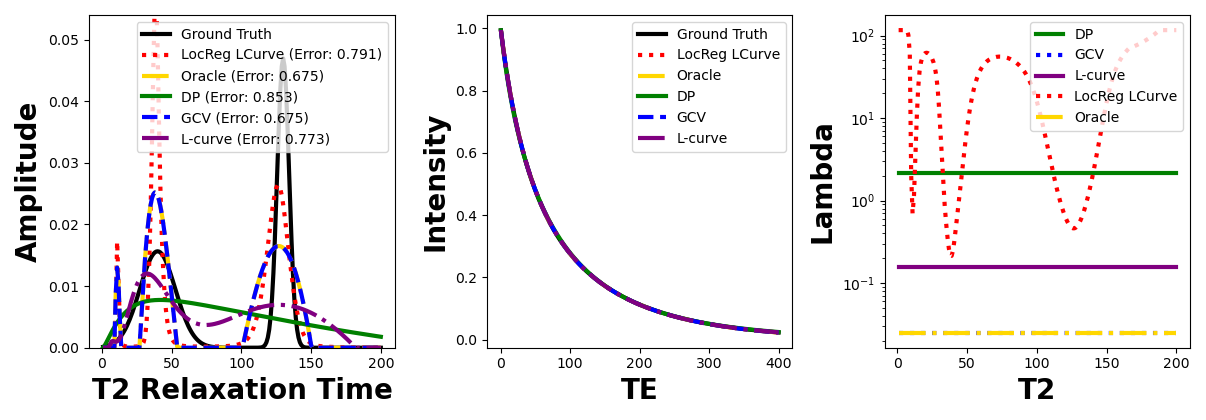 Amplitude
0.05
0.04
0.03
0.02
0.01
0.00
Ground Truth
LocReg LCurve (Error: 0.791)
Oracle (Error: 0.675)
DP (Error: 0.853)
GCV (Error: 0.675)
L-curve (Error: 0.773)
0 50 100 150 200
T2 Relaxation Time
Intensity
1.0
0.8
0.6
0.4
0.2
0.0
Ground Truth
LocReg LCurve
Oracle
DP
GCV
L-curve
0 100 200 300 400
TE
Lambda
10²
10¹
10⁰
10⁻¹
DP
GCV
L-curve
LocReg LCurve
Oracle
0 50 100 150 200
T2